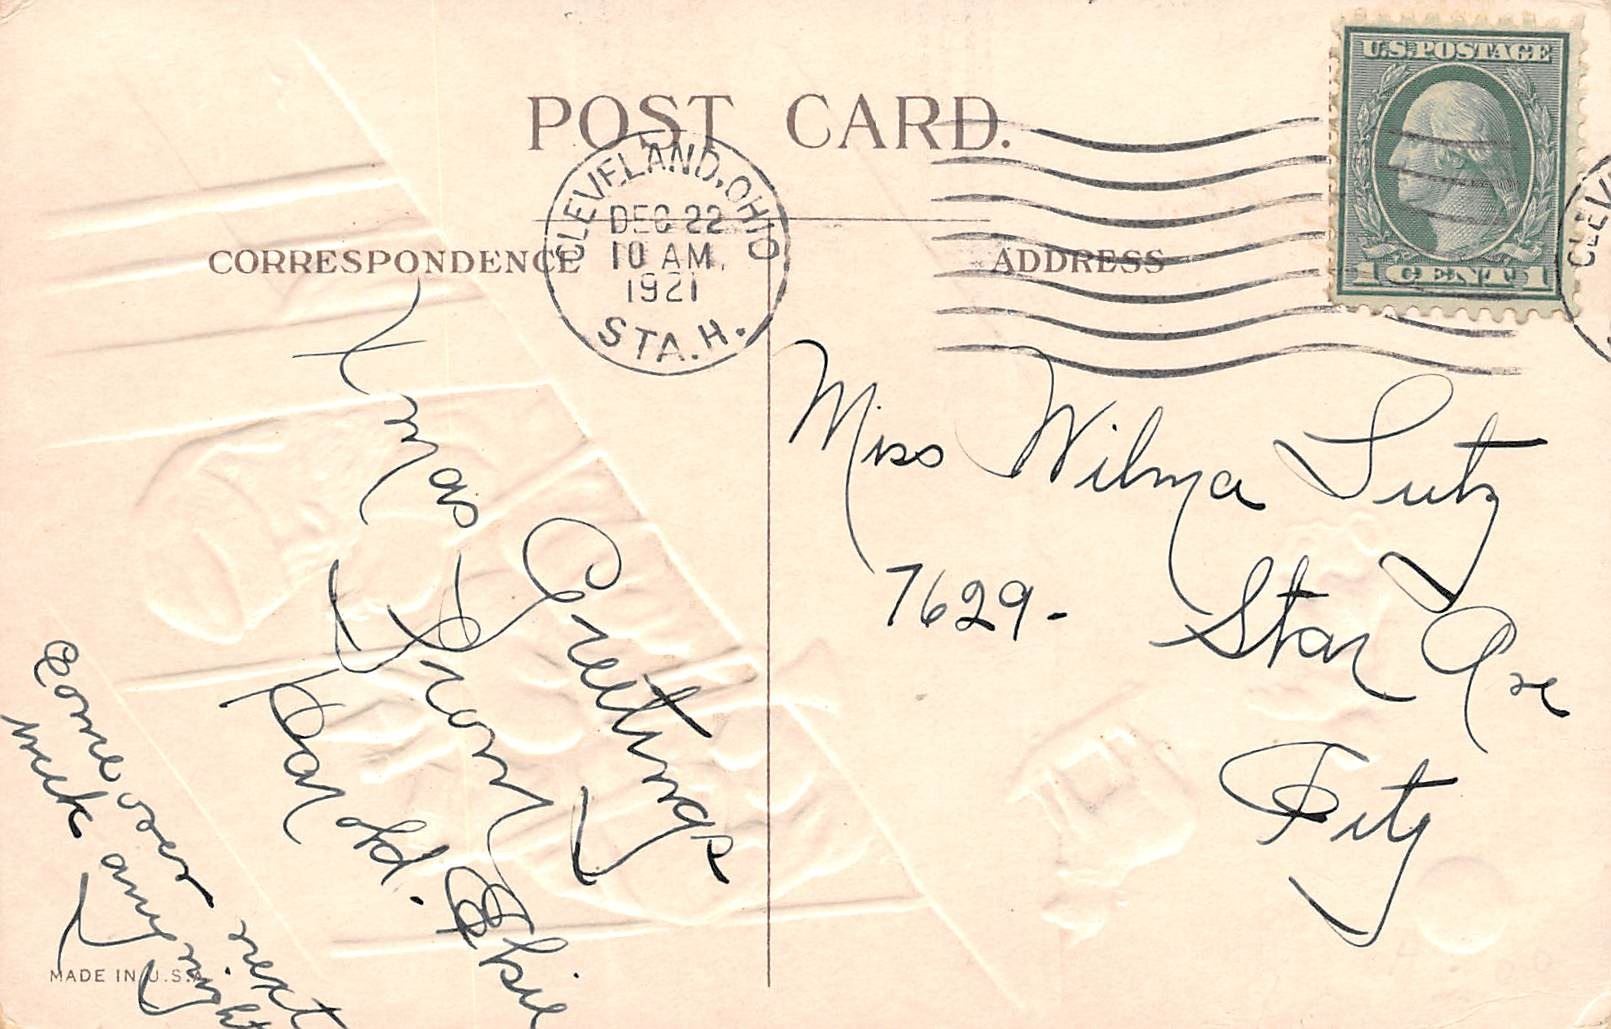 POST CARD.
U.S. POSTAGE
1 CENT 1
CLEVELAND, OHIO
DEC 22
10 AM
1921
STA. H.
CORRESPONDENCE
ADDRESS
Xmas Greetings
From
Harold.
Come over next
week any night
Miss Wilma Lutz
7629- Star Ave
City
MADE IN U.S.A.
CLEV